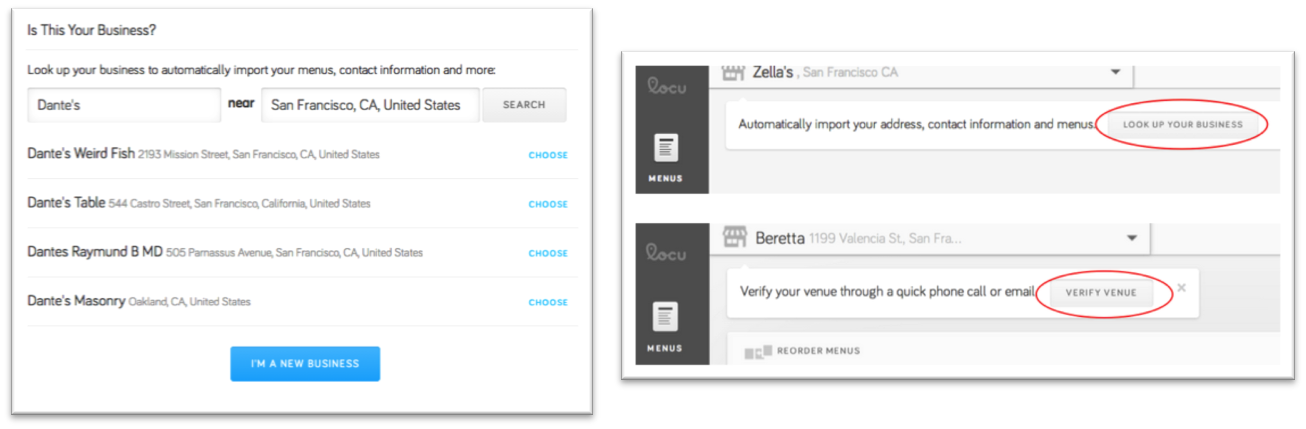 Is This Your Business?
Look up your business to automatically import your menus, contact information and more:
Dante's near San Francisco, CA, United States SEARCH
Dante's Weird Fish 2193 Mission Street, San Francisco, CA, United States CHOOSE
Dante's Table 544 Castro Street, San Francisco, California, United States CHOOSE
Dantes Raymund B MD 505 Parnassus Avenue, San Francisco, CA, United States CHOOSE
Dante's Masonry Oakland, CA, United States CHOOSE
I'M A NEW BUSINESS
locu
Zella's , San Francisco CA
Automatically import your address, contact information and menus. LOOK UP YOUR BUSINESS
MENUS
locu
Beretta 1199 Valencia St., San Fra...
Verify your venue through a quick phone call or email. VERIFY VENUE
MENUS
REORDER MENUS